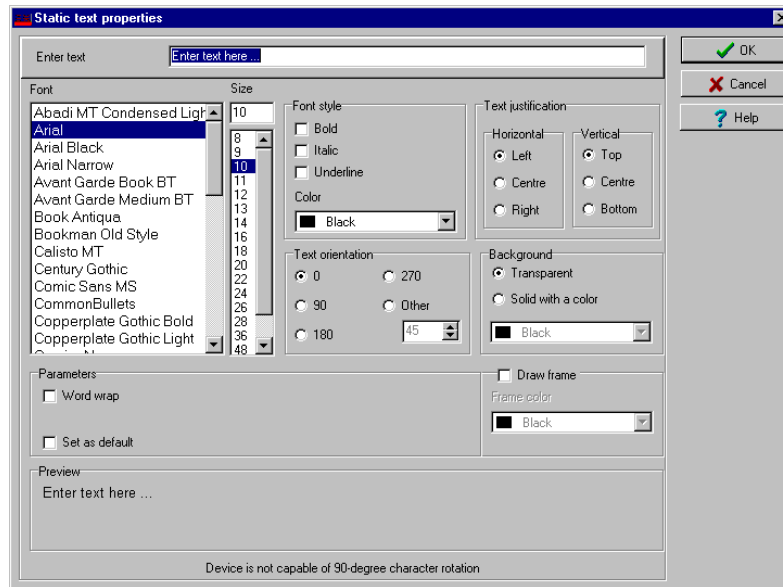 Static text properties
Enter text
Enter text here ...
OK
Cancel
Help
Font
Abadi MT Condensed Ligh
Arial
Arial Black
Arial Narrow
Avant Garde Book BT
Avant Garde Medium BT
Book Antiqua
Bookman Old Style
Calisto MT
Century Gothic
Comic Sans MS
CommonBullets
Copperplate Gothic Bold
Copperplate Gothic Light
Size
10
8
9
10
11
12
13
14
16
18
20
22
24
26
28
36
48
Font style
Bold
Italic
Underline
Color
Black
Text justification
Horizontal
Left
Centre
Right
Vertical
Top
Centre
Bottom
Text orientation
0
90
180
270
Other
45
Background
Transparent
Solid with a color
Black
Parameters
Word wrap
Set as default
Draw frame
Frame color
Black
Preview
Enter text here ...
Device is not capable of 90-degree character rotation